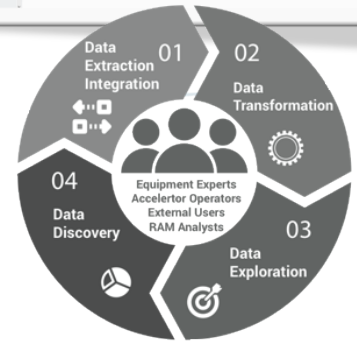 Data
Extraction
Integration
01
02
Data
Transformation
Equipment Experts
Accelertor Operators
External Users
RAM Analysts
03
Data
Exploration
04
Data
Discovery